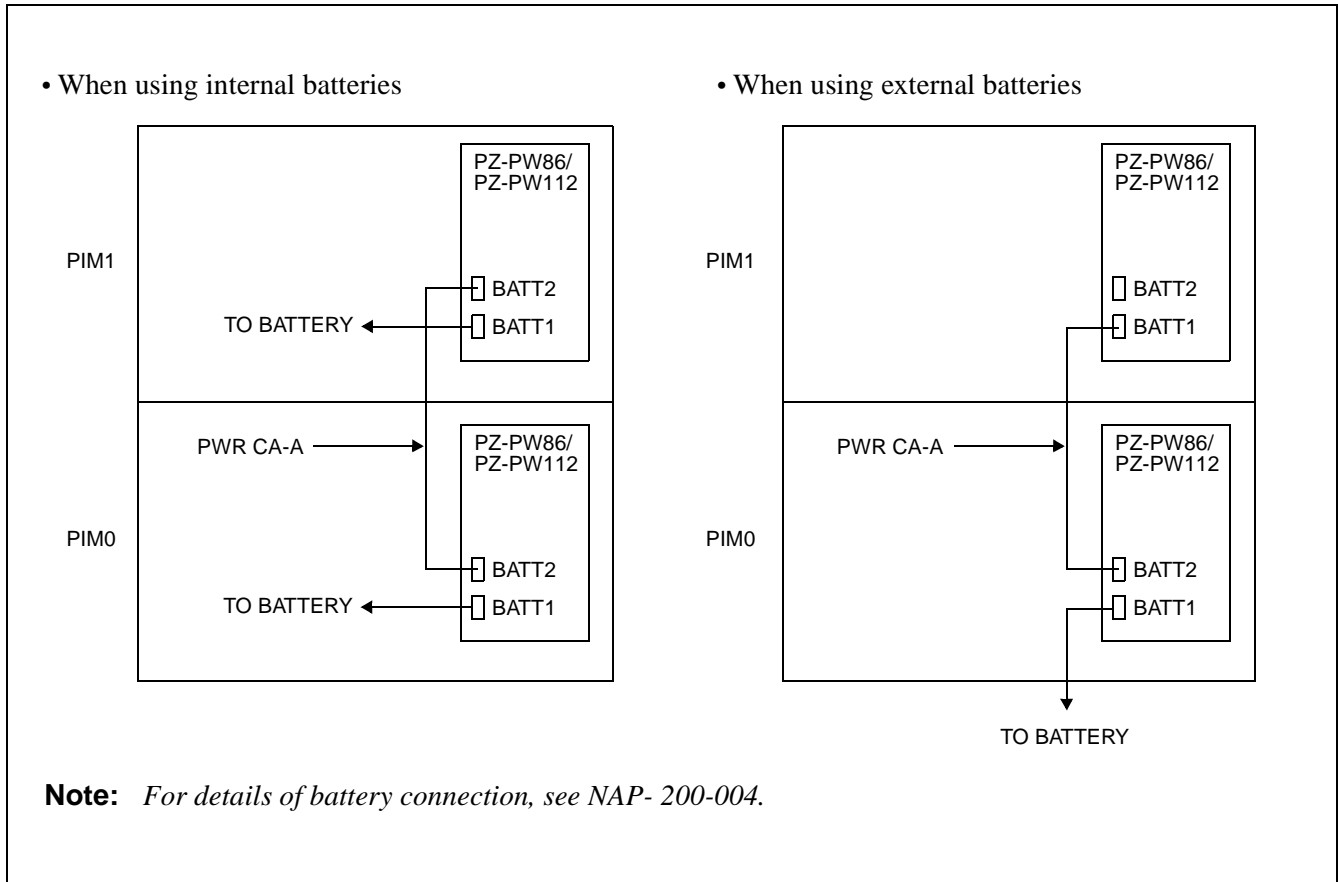 • When using internal batteries
PZ-PW86/
PZ-PW112
PIM1
BATT2
TO BATTERY
BATT1
PWR CA-A
PZ-PW86/
PZ-PW112
PIM0
BATT2
TO BATTERY
BATT1
• When using external batteries
PZ-PW86/
PZ-PW112
PIM1
BATT2
BATT1
PWR CA-A
PZ-PW86/
PZ-PW112
PIM0
BATT2
BATT1
TO BATTERY
Note: For details of battery connection, see NAP- 200-004.